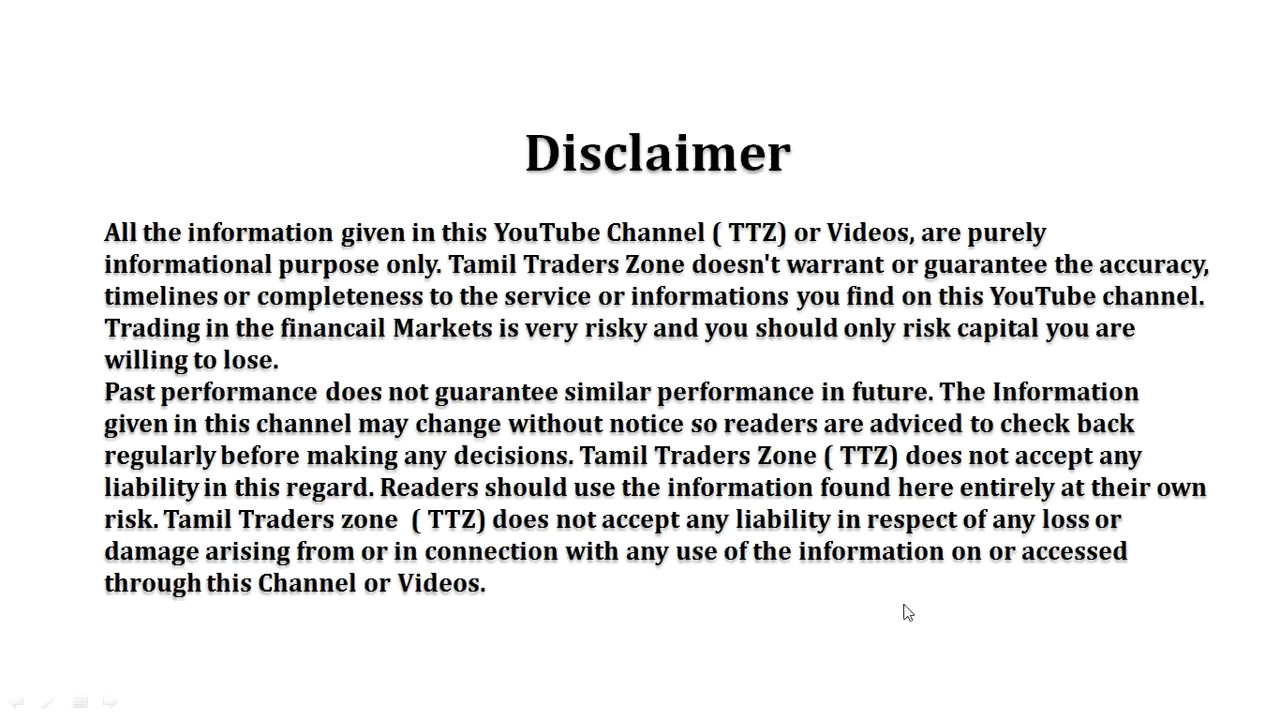 Disclaimer
All the information given in this YouTube Channel ( TTZ) or Videos, are purely
informational purpose only. Tamil Traders Zone doesn't warrant or guarantee the accuracy,
timelines or completeness to the service or informations you find on this YouTube channel.
Trading in the financail Markets is very risky and you should only risk capital you are
willing to lose.
Past performance does not guarantee similar performance in future. The Information
given in this channel may change without notice so readers are adviced to check back
regularly before making any decisions. Tamil Traders Zone ( TTZ) does not accept any
liability in this regard. Readers should use the information found here entirely at their own
risk. Tamil Traders zone  ( TTZ) does not accept any liability in respect of any loss or
damage arising from or in connection with any use of the information on or accessed
through this Channel or Videos.